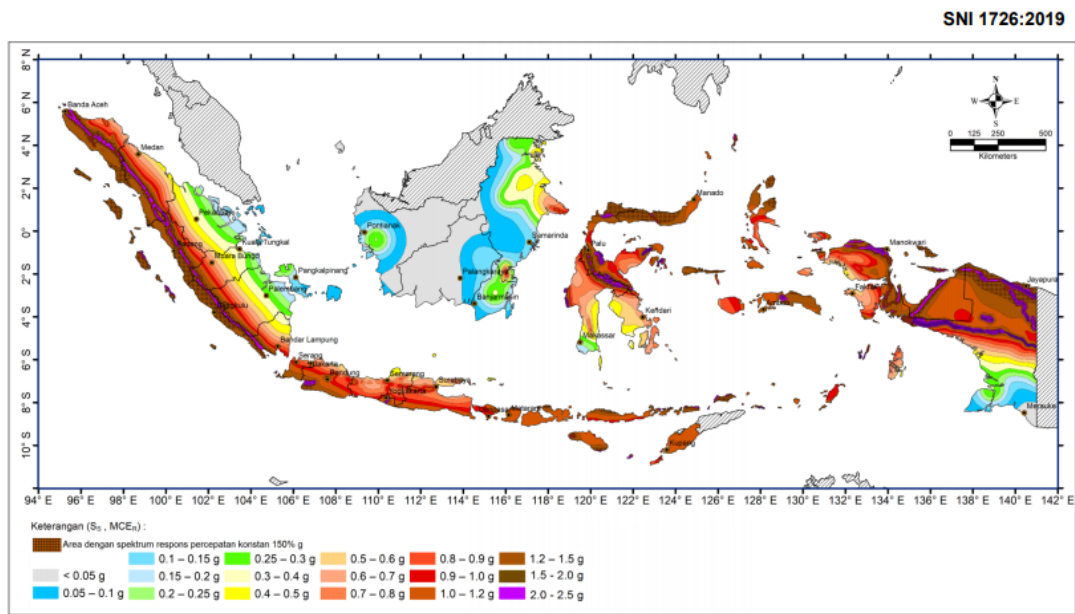 SNI 1726:2019
8° N
6° N
4° N
2° N
0°
2° S
4° S
6° S
8° S
10° S
N
W E
S
0 125 250 500
Kilometers
Banda Aceh
Medan
Manado
Pontianak
Samarinda
Kuala Tungkal
Palu
Manokwari
Muara Bungo
Pangkalpinang
Palembang
Jayapura
Kendari
Makassar
Bandar Lampung
Serang
Semarang
Bandung
Surabaya
Merauke
Kupang
94° E 96° E 98° E 100° E 102° E 104° E 106° E 108° E 110° E 112° E 114° E 116° E 118° E 120° E 122° E 124° E 126° E 128° E 130° E 132° E 134° E 136° E 138° E 140° E 142° E
Keterangan (SS , MCER) :
Area dengan spektrum respons percepatan konstan 150% g
0.1 – 0.15 g 0.25 – 0.3 g 0.5 – 0.6 g 0.8 – 0.9 g 1.2 – 1.5 g
< 0.05 g 0.15 – 0.2 g 0.3 – 0.4 g 0.6 – 0.7 g 0.9 – 1.0 g 1.5 - 2.0 g
0.05 – 0.1 g 0.2 – 0.25 g 0.4 – 0.5 g 0.7 – 0.8 g 1.0 – 1.2 g 2.0 - 2.5 g